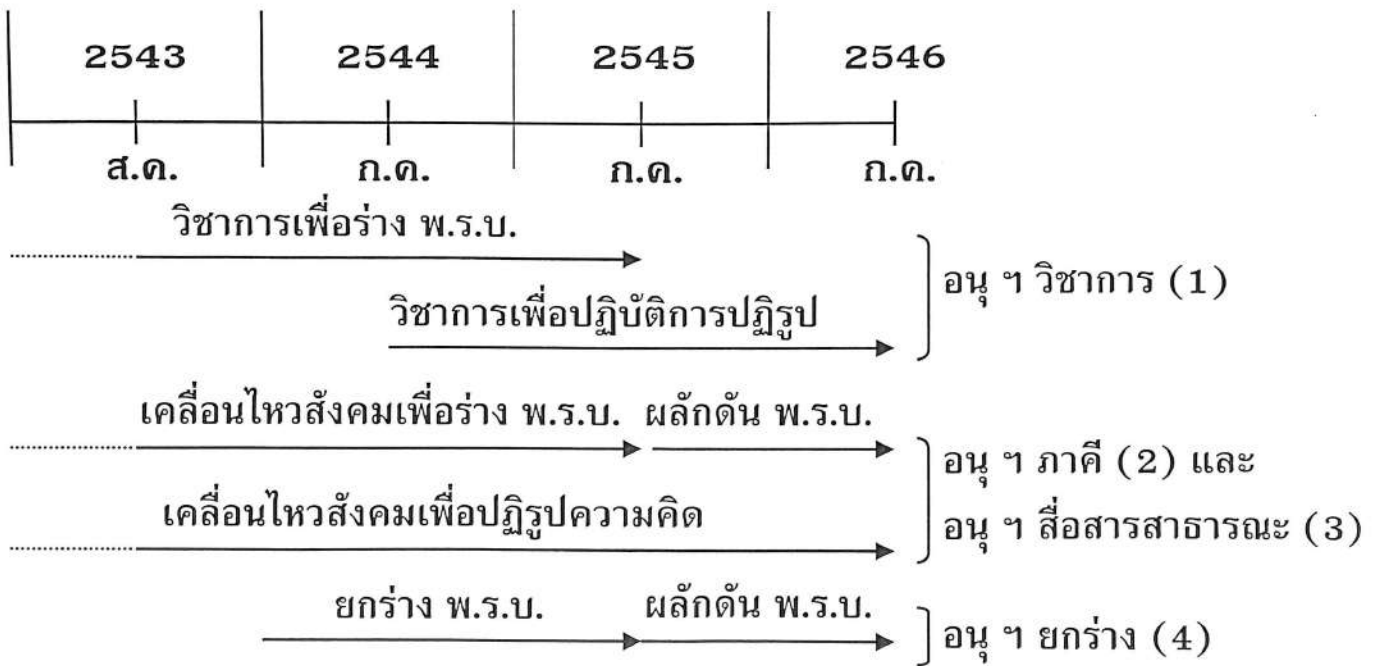 2543 2544 2545 2546
ส.ค. ก.ค. ก.ค. ก.ค.
วิชาการเพื่อร่าง พ.ร.บ.
อนุ ฯ วิชาการ (1)
วิชาการเพื่อปฏิบัติการปฏิรูป
เคลื่อนไหวสังคมเพื่อร่าง พ.ร.บ. ผลักดัน พ.ร.บ.
อนุ ฯ ภาคี (2) และ
เคลื่อนไหวสังคมเพื่อปฏิรูปความคิด
อนุ ฯ สื่อสารสาธารณะ (3)
ยกร่าง พ.ร.บ. ผลักดัน พ.ร.บ.
อนุ ฯ ยกร่าง (4)